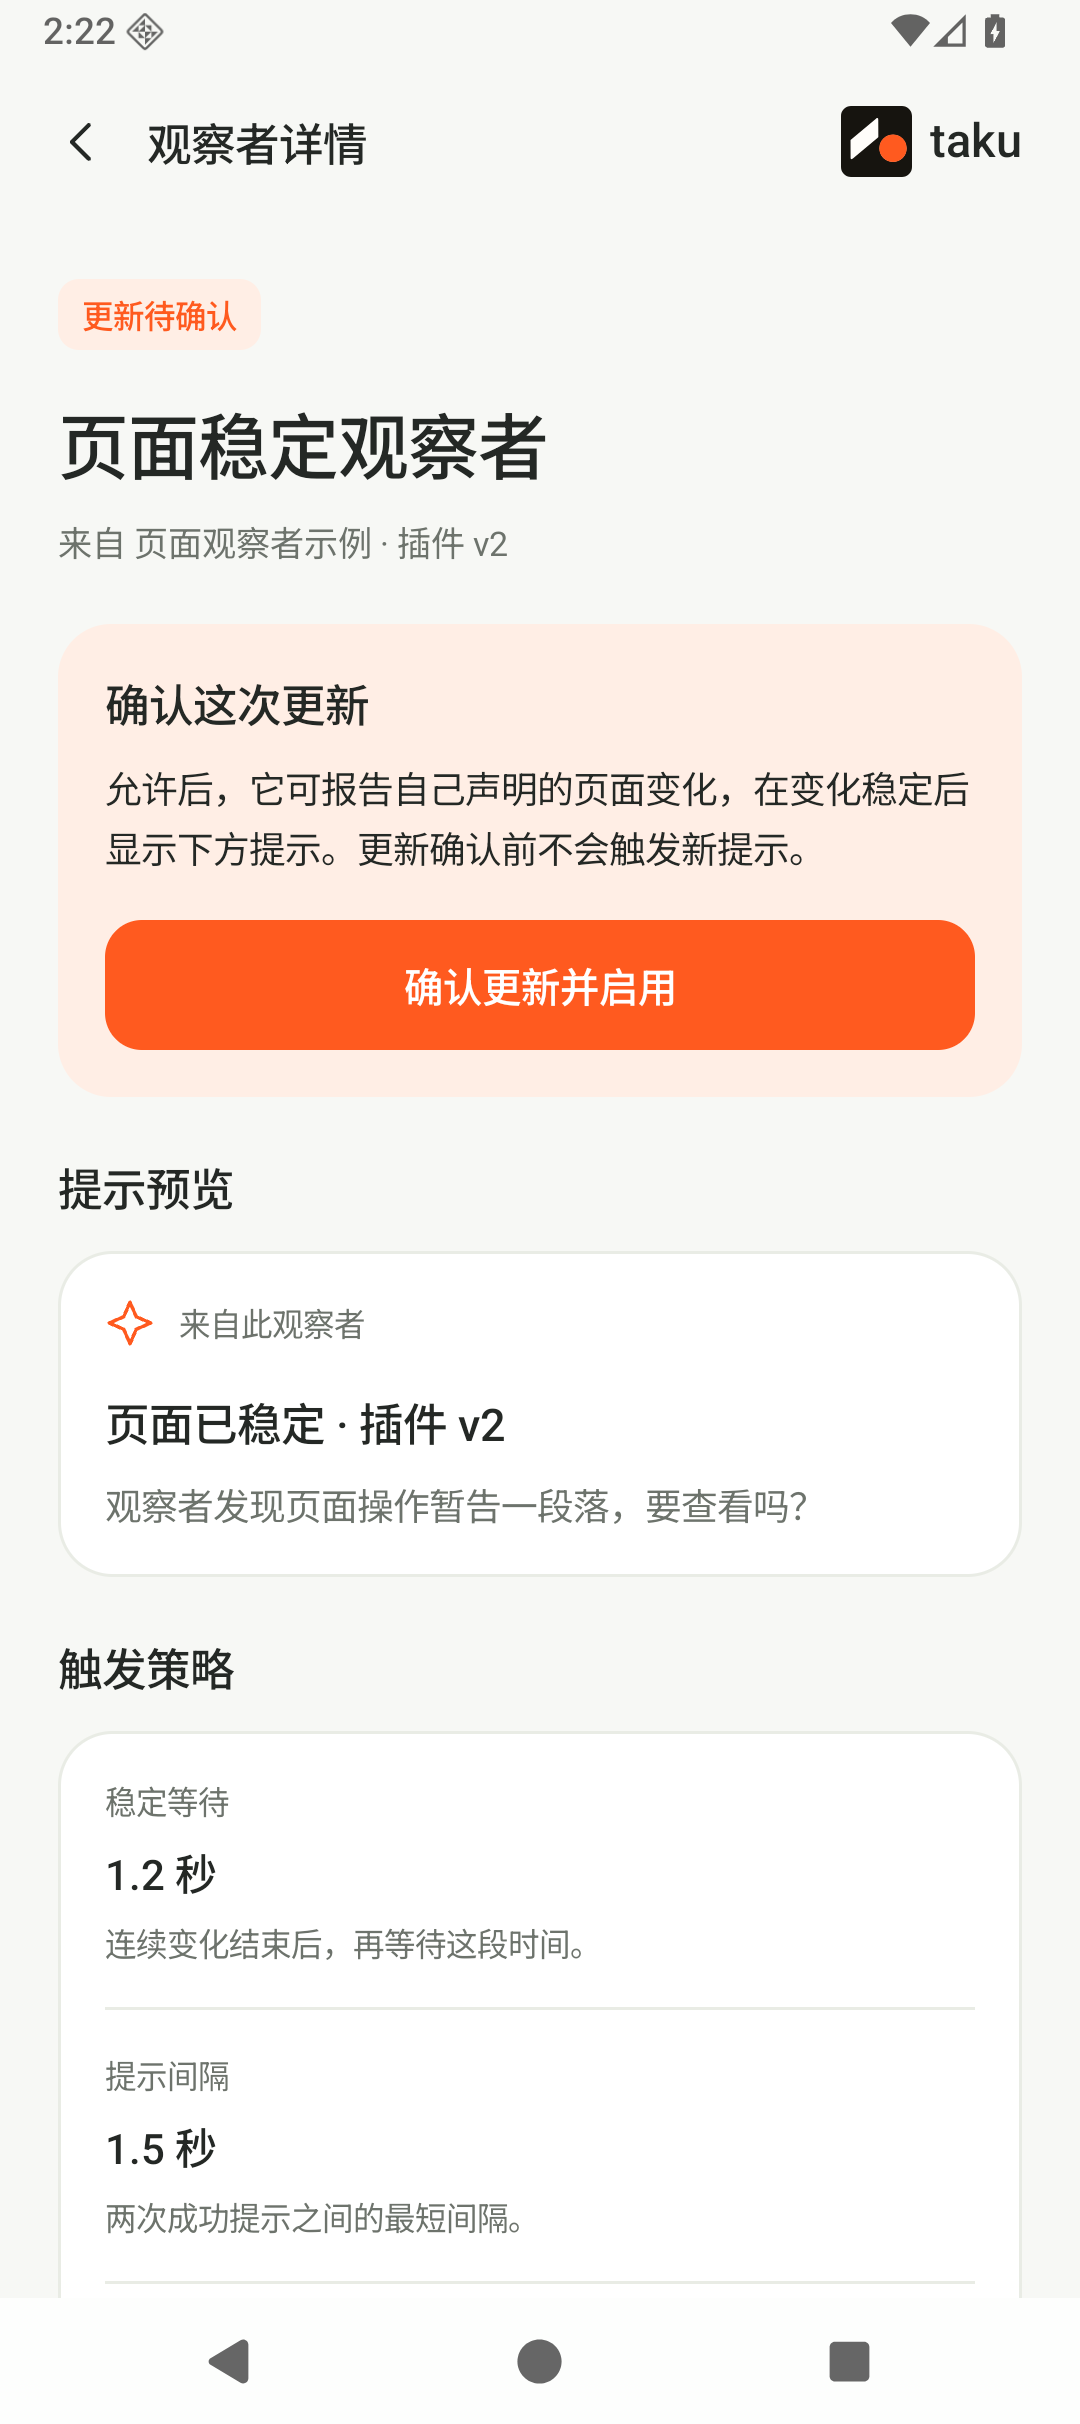 2:22
观察者详情
taku
更新待确认
页面稳定观察者
来自 页面观察者示例 · 插件 v2
确认这次更新
允许后，它可报告自己声明的页面变化，在变化稳定后
显示下方提示。更新确认前不会触发新提示。
确认更新并启用
提示预览
来自此观察者
页面已稳定 · 插件 v2
观察者发现页面操作暂告一段落，要查看吗？
触发策略
稳定等待
1.2 秒
连续变化结束后，再等待这段时间。
提示间隔
1.5 秒
两次成功提示之间的最短间隔。